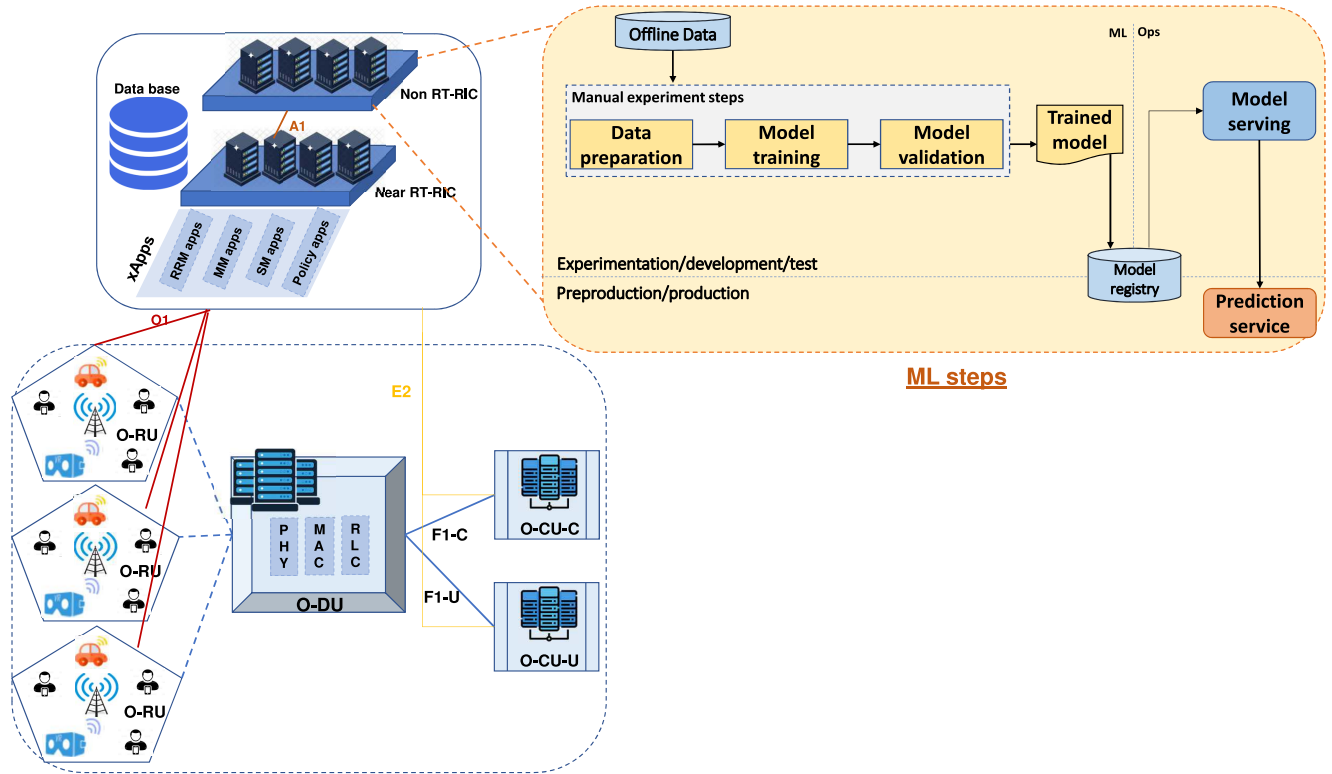 Offline Data
ML
Ops
Manual experiment steps
Data
preparation
Model
training
Model
validation
Trained
model
Model
serving
Experimentation/development/test
Preproduction/production
Model
registry
Prediction
service
ML steps
Data base
Non RT-RIC
A1
Near RT-RIC
xApps
RRM apps
MM apps
SM apps
Policy apps
O1
E2
O-RU
O-RU
O-RU
P
H
Y
M
A
C
R
L
C
O-DU
F1-C
F1-U
O-CU-C
O-CU-U